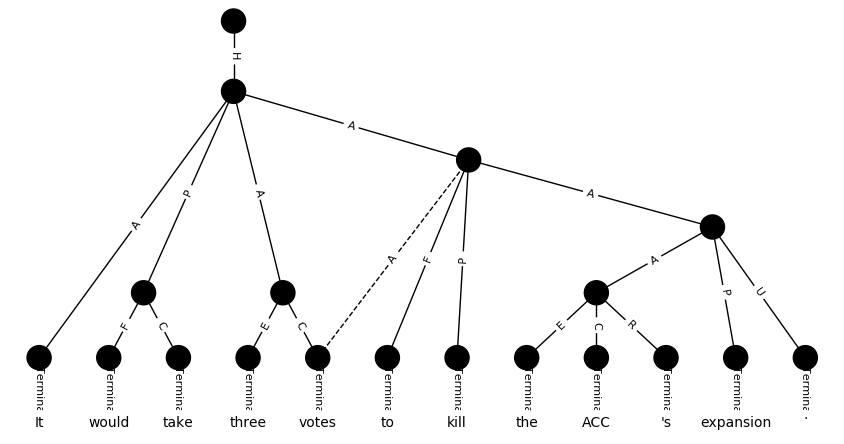 H
A
A
A
P
A
A
F
P
A
P
U
F
C
E
C
E
C
R
Termina Termina Termina Termina Termina Termina Termina Termina Termina Termina Termina Termina
It would take three votes to kill the ACC 's expansion .